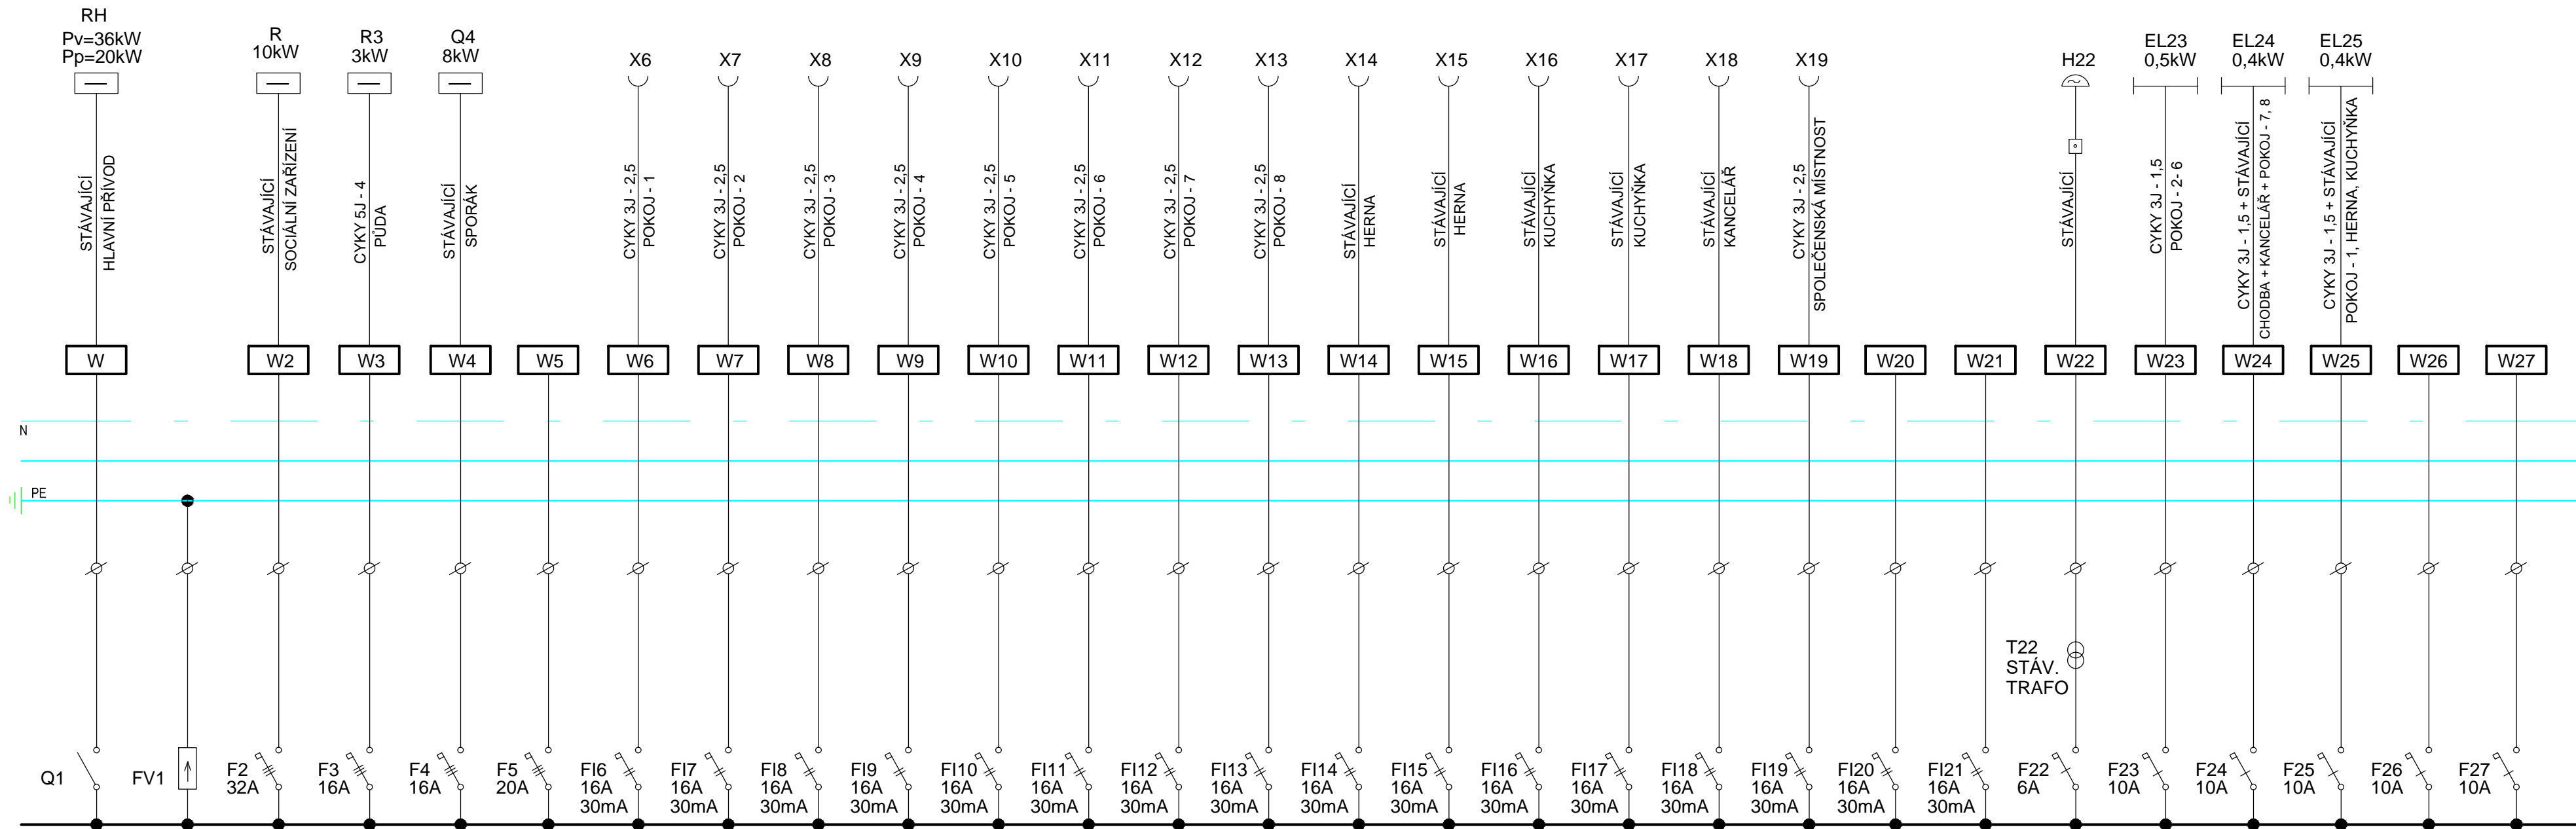 RH
Pv=36kW
Pp=20kW
R
10kW
R3
3kW
Q4
8kW
X6
X7
X8
X9
X10
X11
X12
X13
X14
X15
X16
X17
X18
X19
H22
EL23
0,5kW
EL24
0,4kW
EL25
0,4kW
STÁVAJÍCÍ
HLAVNÍ PŘÍVOD
STÁVAJÍCÍ
SOCIÁLNÍ ZAŘÍZENÍ
CYKY 5J - 4
PŮDA
STÁVAJÍCÍ
SPORÁK
CYKY 3J - 2,5
POKOJ - 1
CYKY 3J - 2,5
POKOJ - 2
CYKY 3J - 2,5
POKOJ - 3
CYKY 3J - 2,5
POKOJ - 4
CYKY 3J - 2,5
POKOJ - 5
CYKY 3J - 2,5
POKOJ - 6
CYKY 3J - 2,5
POKOJ - 7
CYKY 3J - 2,5
POKOJ - 8
STÁVAJÍCÍ
HERNA
STÁVAJÍCÍ
HERNA
STÁVAJÍCÍ
KUCHYŇKA
STÁVAJÍCÍ
KUCHYŇKA
STÁVAJÍCÍ
KANCELÁŘ
CYKY 3J - 2,5
SPOLEČENSKÁ MÍSTNOST
STÁVAJÍCÍ
CYKY 3J - 1,5
POKOJ - 2- 6
CYKY 3J - 1,5 + STÁVAJÍCÍ
CHODBA + KANCELÁŘ + POKOJ - 7, 8
CYKY 3J - 1,5 + STÁVAJÍCÍ
POKOJ - 1, HERNA, KUCHYŇKA
W
W2
W3
W4
W5
W6
W7
W8
W9
W10
W11
W12
W13
W14
W15
W16
W17
W18
W19
W20
W21
W22
W23
W24
W25
W26
W27
N
PE
T22
STÁV.
TRAFO
Q1
FV1
F2
32A
F3
16A
F4
16A
F5
20A
FI6
16A
30mA
FI7
16A
30mA
FI8
16A
30mA
FI9
16A
30mA
FI10
16A
30mA
FI11
16A
30mA
FI12
16A
30mA
FI13
16A
30mA
FI14
16A
30mA
FI15
16A
30mA
FI16
16A
30mA
FI17
16A
30mA
FI18
16A
30mA
FI19
16A
30mA
FI20
16A
30mA
FI21
16A
30mA
F22
6A
F23
10A
F24
10A
F25
10A
F26
10A
F27
10A